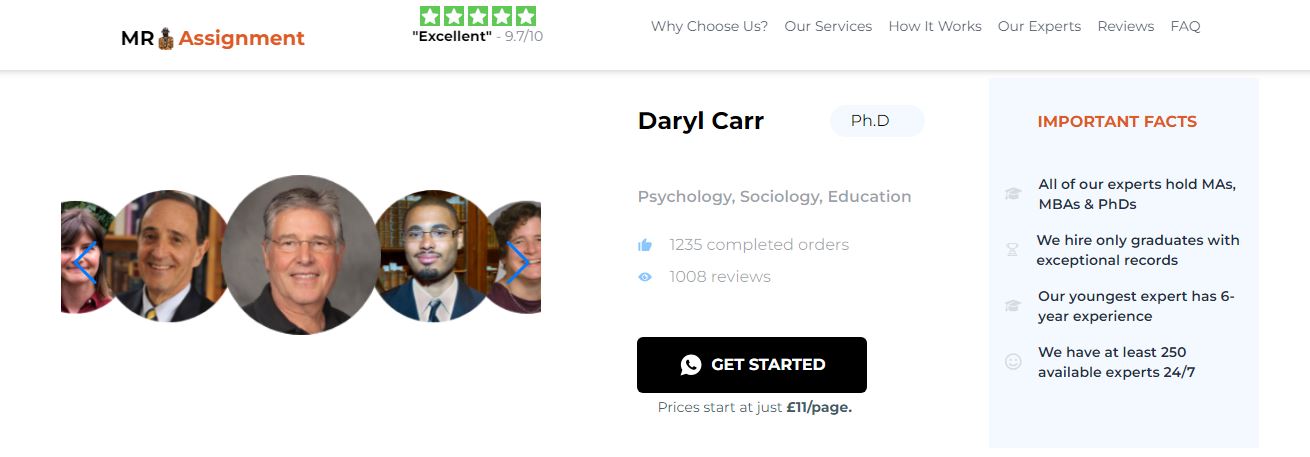 MR Assignment
"Excellent" - 9.7/10
Why Choose Us? Our Services How It Works Our Experts Reviews FAQ
Daryl Carr
Ph.D
Psychology, Sociology, Education
1235 completed orders
1008 reviews
GET STARTED
Prices start at just £11/page.
IMPORTANT FACTS
All of our experts hold MAs,
MBAs & PhDs
We hire only graduates with
exceptional records
Our youngest expert has 6-
year experience
We have at least 250
available experts 24/7